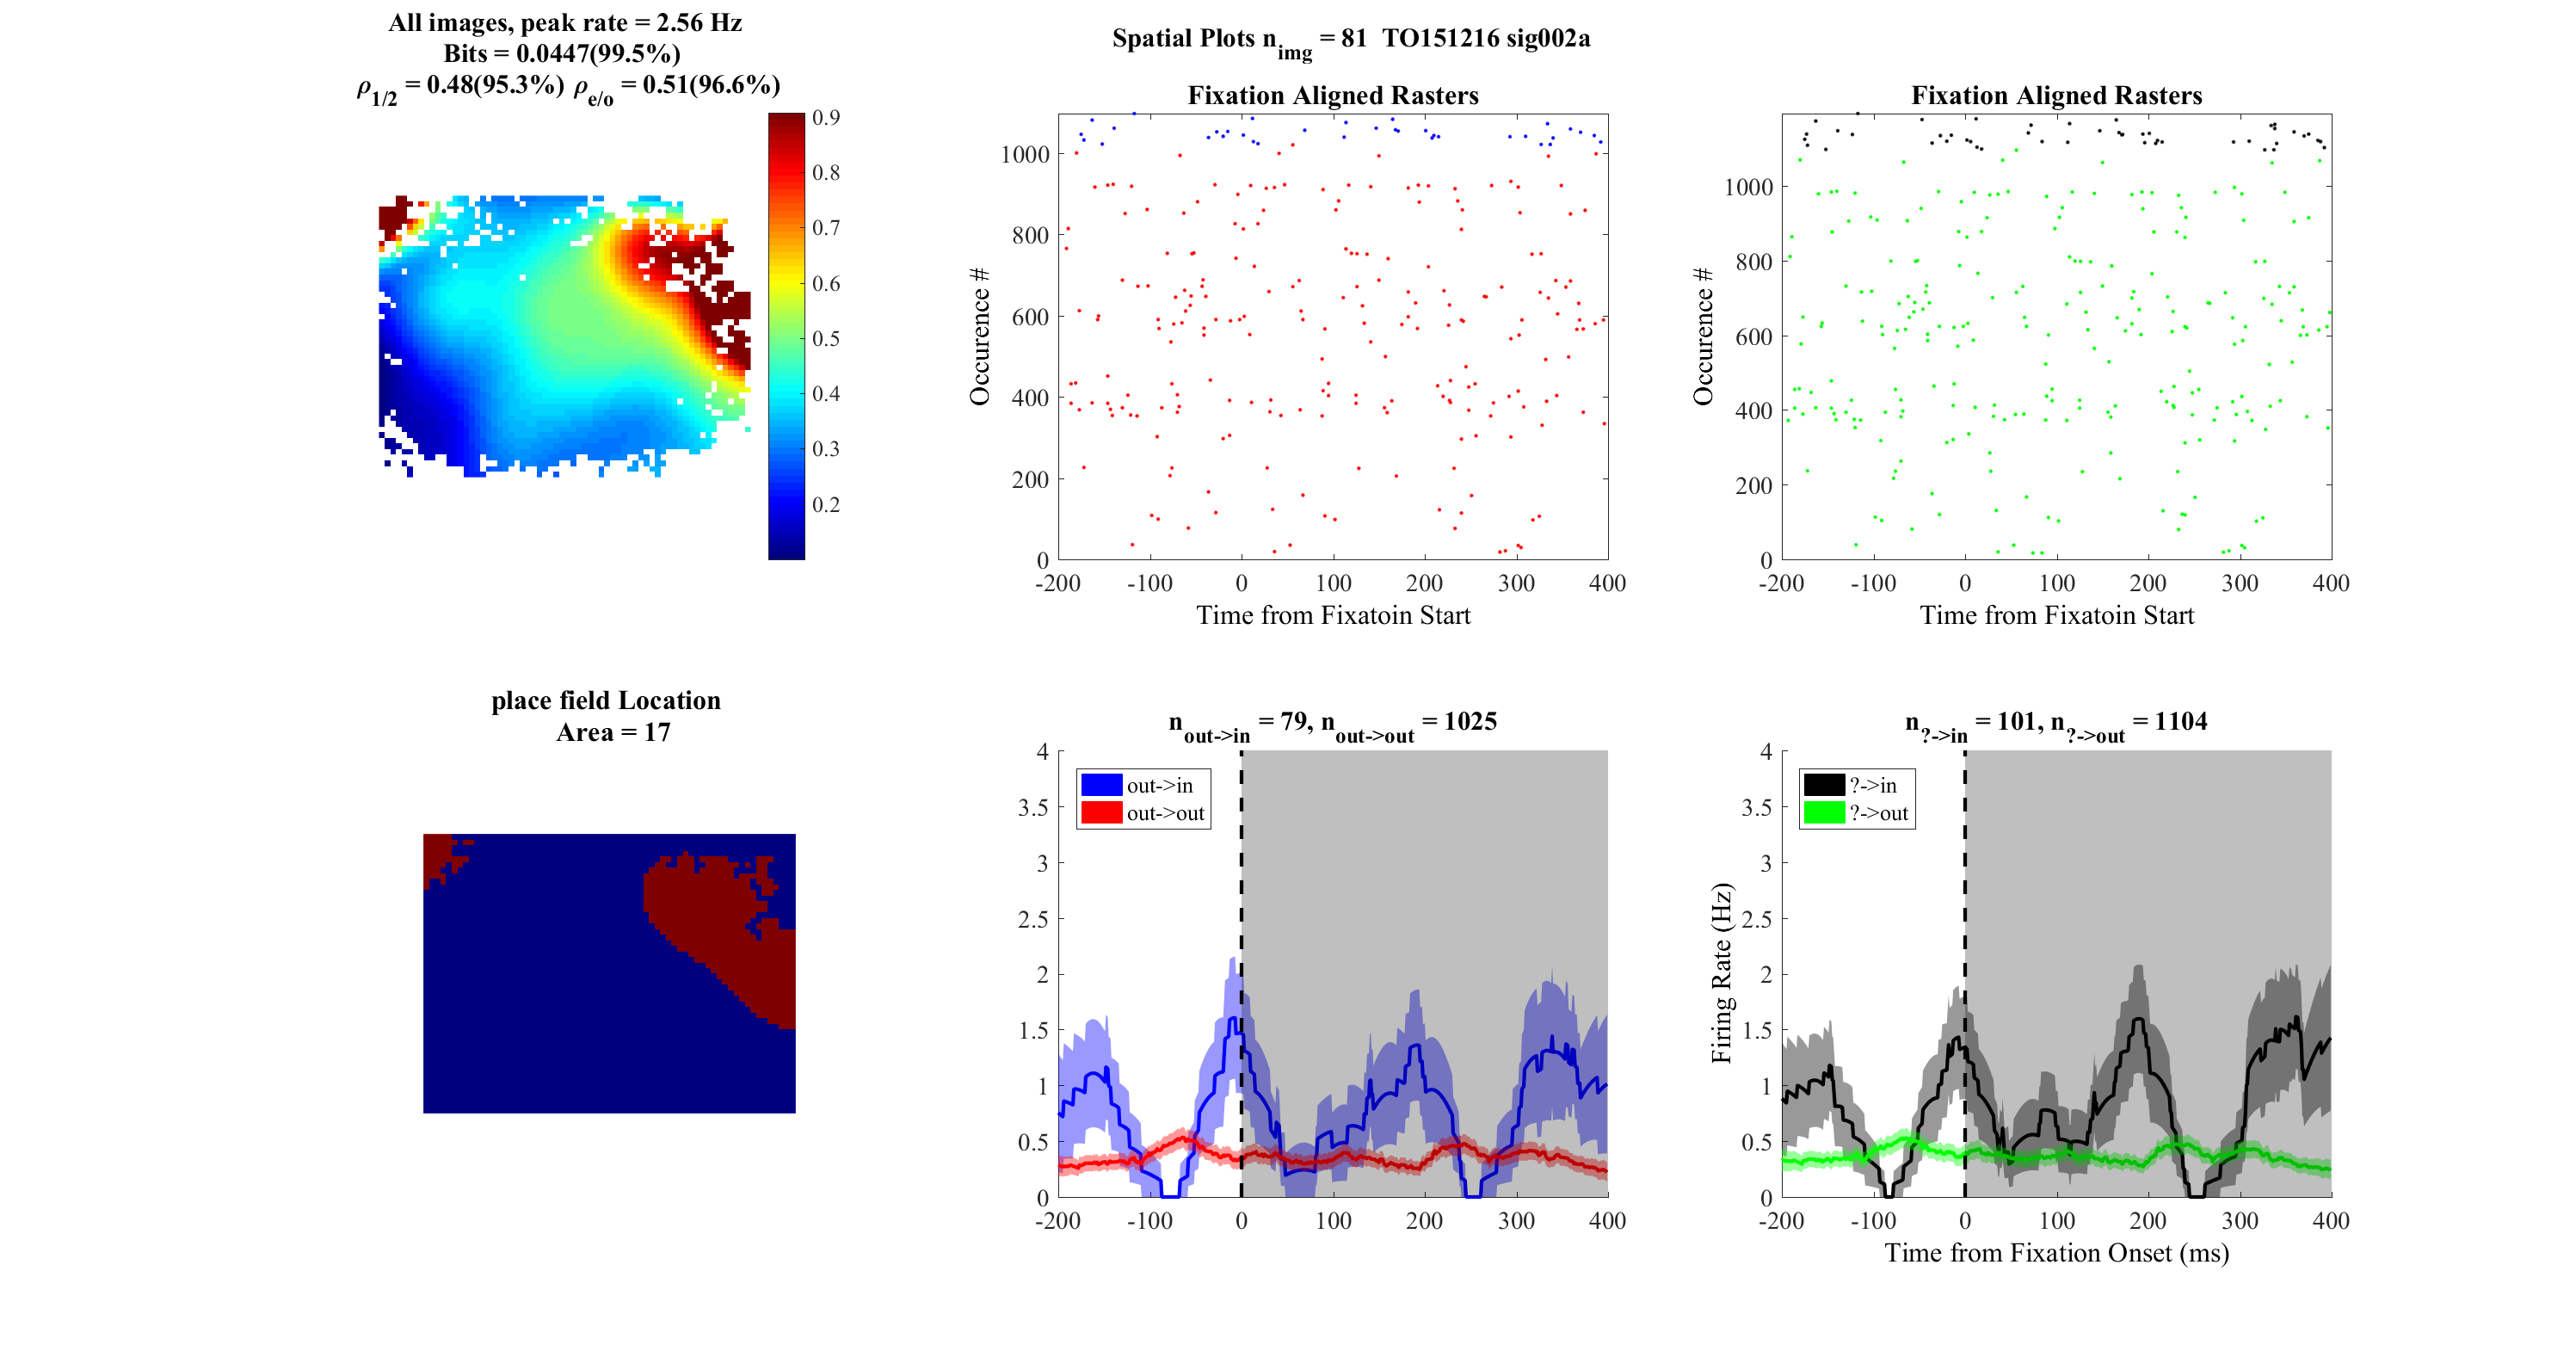 All images, peak rate = 2.56 Hz
Bits = 0.0447(99.5%)
ρ1/2 = 0.48(95.3%) ρe/o = 0.51(96.6%)
0.9
0.8
0.7
0.6
0.5
0.4
0.3
0.2
Spatial Plots nimg = 81 TO151216 sig002a
Fixation Aligned Rasters
1000
800
600
400
200
0
Occurence #
-200 -100 0 100 200 300 400
Time from Fixatoin Start
Fixation Aligned Rasters
1000
800
600
400
200
0
Occurence #
-200 -100 0 100 200 300 400
Time from Fixatoin Start
place field Location
Area = 17
nout->in = 79, nout->out = 1025
4
3.5
3
2.5
2
1.5
1
0.5
0
out->in
out->out
-200 -100 0 100 200 300 400
n?->in = 101, n?->out = 1104
4
3.5
3
2.5
2
1.5
1
0.5
0
Firing Rate (Hz)
?->in
?->out
-200 -100 0 100 200 300 400
Time from Fixation Onset (ms)